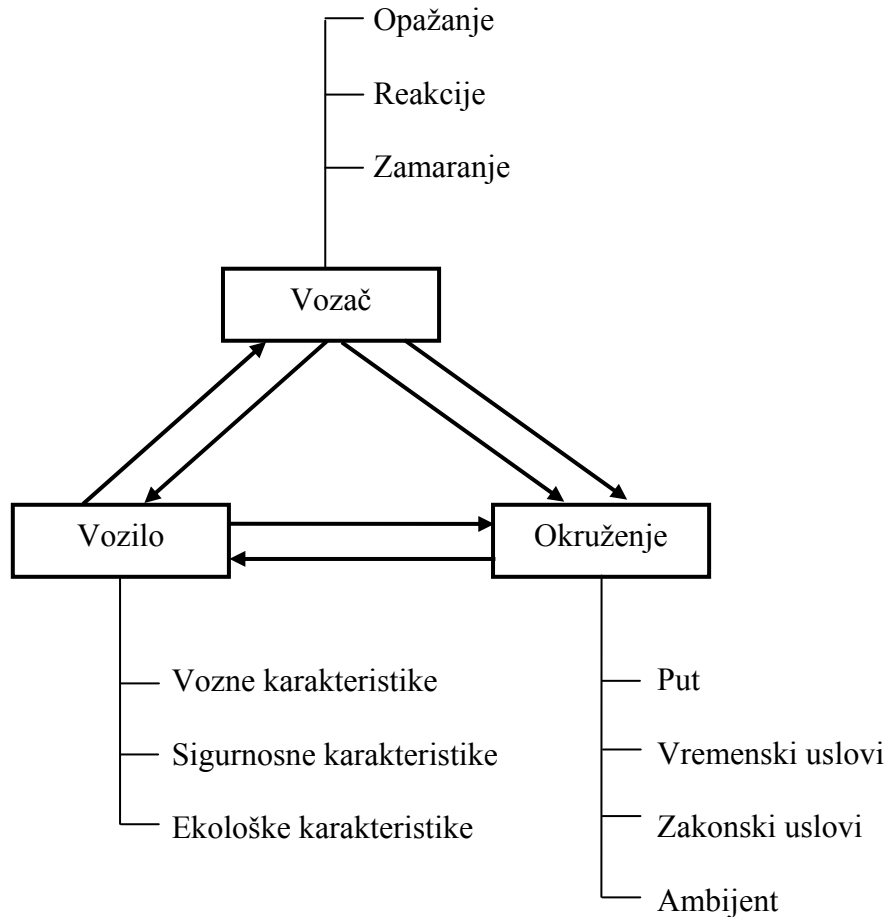 Opažanje
Reakcije
Zamaranje
Vozač
Vozilo
Okruženje
Vozne karakteristike
Sigurnosne karakteristike
Ekološke karakteristike
Put
Vremenski uslovi
Zakonski uslovi
Ambijent